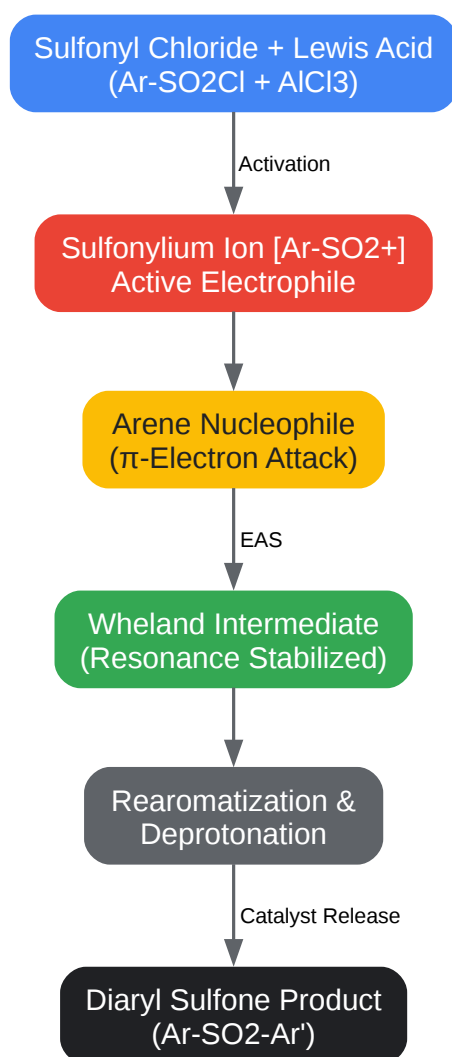 Sulfonyl Chloride + Lewis Acid
(Ar-SO2Cl + AlCl3)
Activation
Sulfonylium Ion [Ar-SO2+]
Active Electrophile
Arene Nucleophile
(π-Electron Attack)
EAS
Wheland Intermediate
(Resonance Stabilized)
Rearomatization &
Deprotonation
Catalyst Release
Diaryl Sulfone Product
(Ar-SO2-Ar')